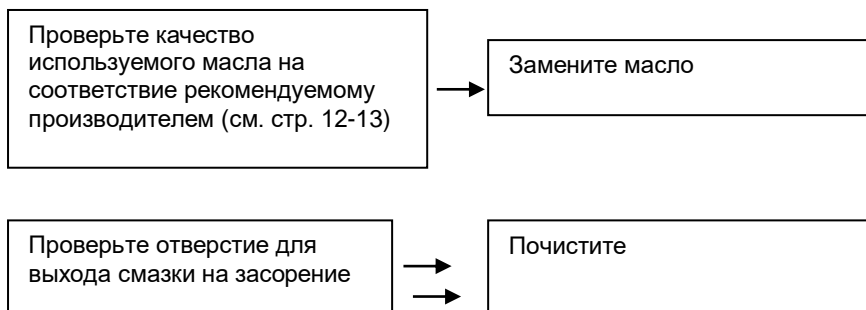 Проверьте качество
используемого масла на
соответствие рекомендуемому
производителем (см. стр. 12-13)
Замените масло
Проверьте отверстие для
выхода смазки на засорение
Почистите